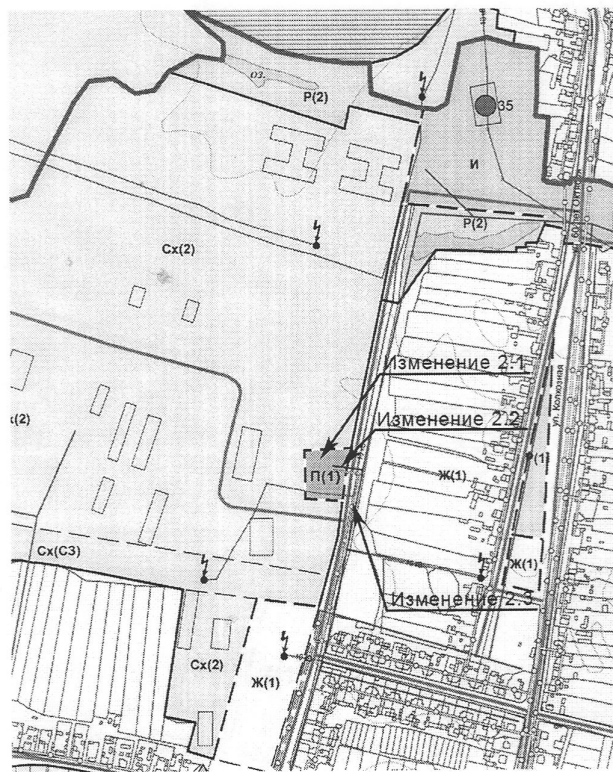 оз.
Р(2)
35
И
Р(2)
Сх(2)
Изменение 2.1
Изменение 2.2
П(1)
Ж(1)
(1)
ул. Колхозная
х(2)
Сх(СЗ)
Ж(1)
Изменение 2.3
Сх(2)
Ж(1)